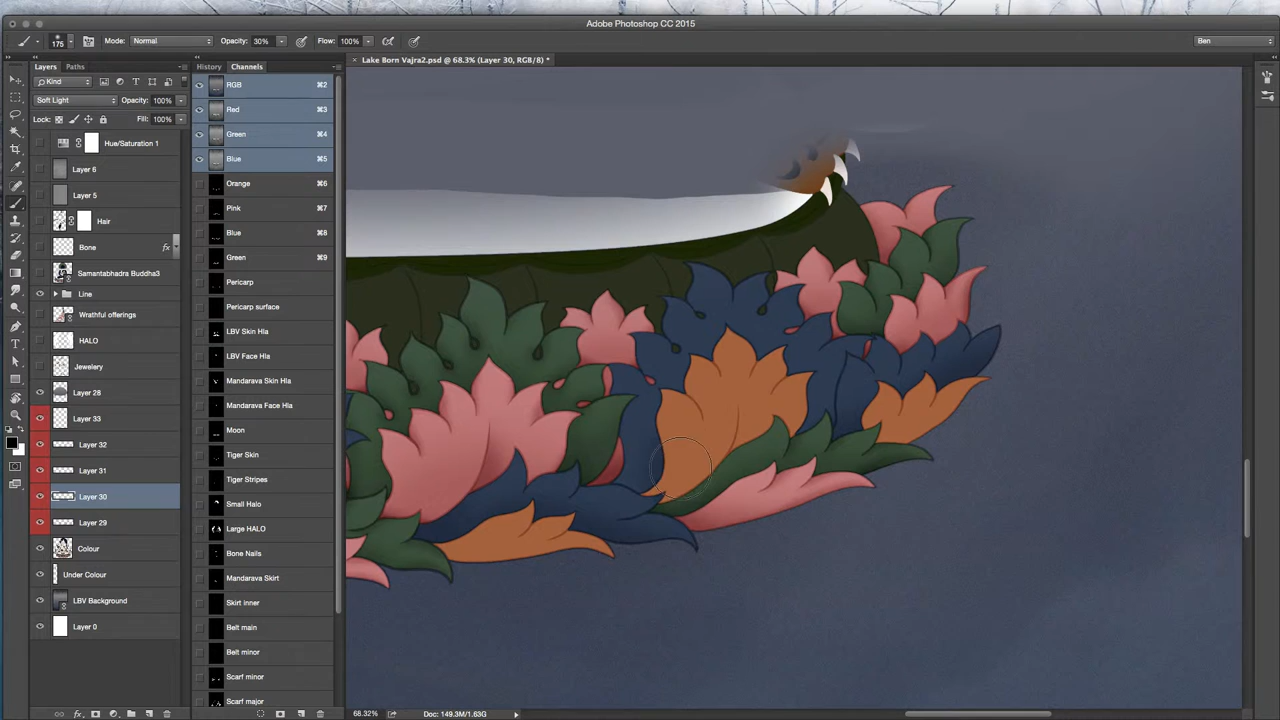 Adobe Photoshop CC 2015
175 Mode: Normal Opacity: 30% Flow: 100% Ben
Layers Paths
History Channels
Lake Born Vajra2.psd @ 68.3% (Layer 30, RGB/8) *
Kind
Soft Light Opacity: 100%
Lock: Fill: 100%
Hue/Saturation 1
Layer 6
Layer 5
Hair
Bone fx
Samantabhadra Buddha3
Line
Wrathful offerings
HALO
Jewelery
Layer 28
Layer 33
Layer 32
Layer 31
Layer 30
Layer 29
Colour
Under Colour
LBV Background
Layer 0
RGB ⌘2
Red ⌘3
Green ⌘4
Blue ⌘5
Orange ⌘6
Pink ⌘7
Blue ⌘8
Green ⌘9
Pericarp
Pericarp surface
LBV Skin Hla
LBV Face Hla
Mandarava Skin Hla
Mandarava Face Hla
Moon
Tiger Skin
Tiger Stripes
Small Halo
Large HALO
Bone Nails
Mandarava Skirt
Skirt inner
Belt main
Belt minor
Scarf minor
Scarf major
fx
68.32% Doc: 149.3M/1.63G